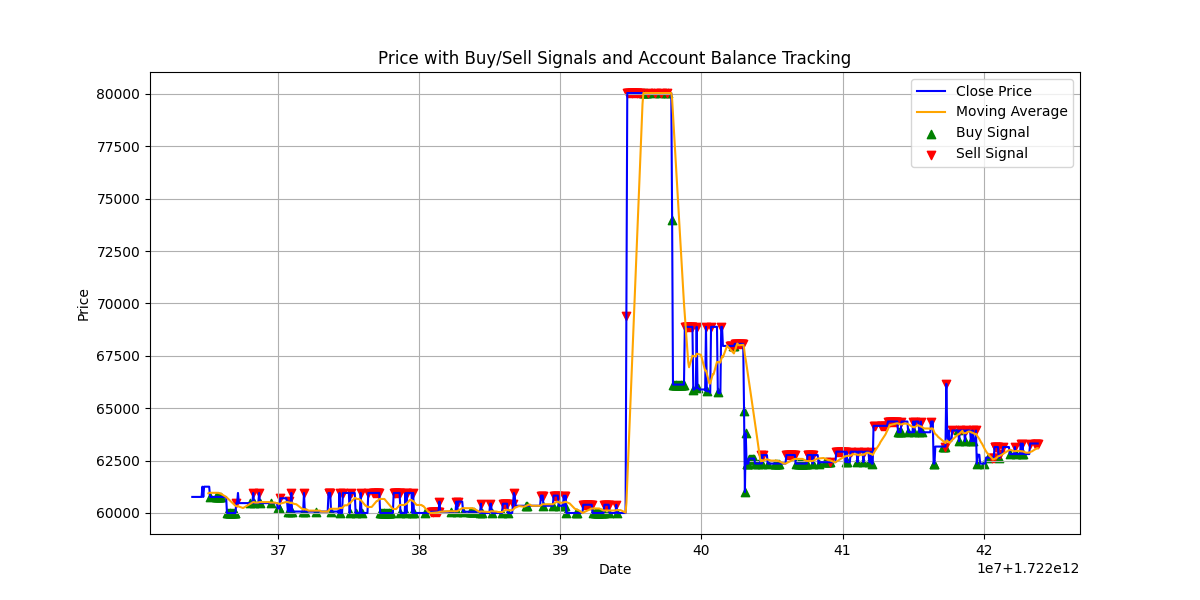 Price with Buy/Sell Signals and Account Balance Tracking
Close Price
Moving Average
Buy Signal
Sell Signal
80000
77500
75000
72500
70000
67500
65000
62500
60000
Price
37 38 39 40 41 42
Date
1e7+1.722e12